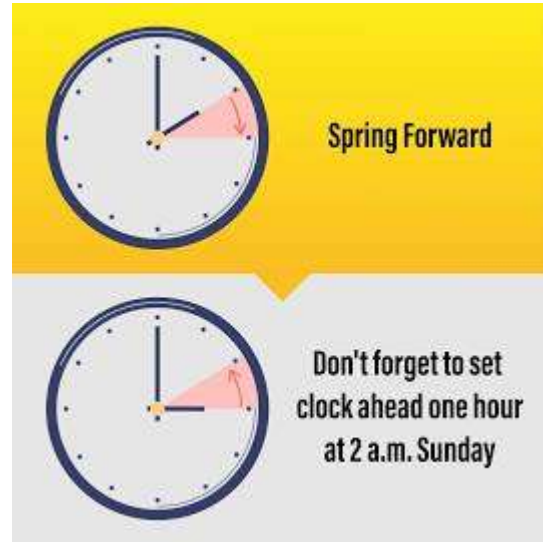 Spring Forward
Don't forget to set
clock ahead one hour
at 2 a.m. Sunday